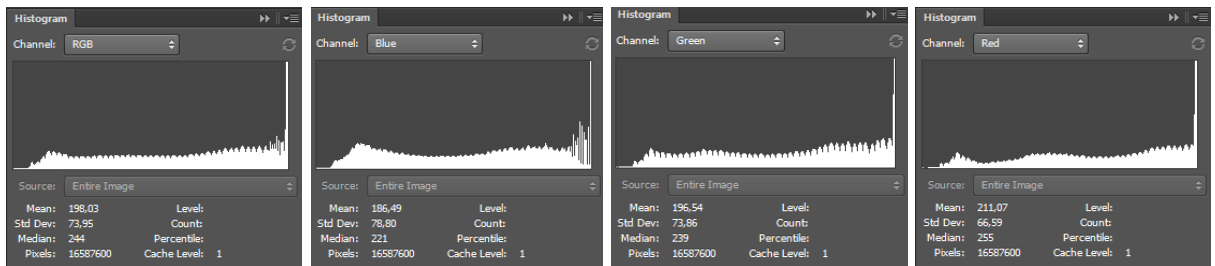 Histogram
Channel: RGB
Source: Entire Image
Mean: 198,03 Level:
Std Dev: 73,95 Count:
Median: 244 Percentile:
Pixels: 16587600 Cache Level: 1
Histogram
Channel: Blue
Source: Entire Image
Mean: 186,49 Level:
Std Dev: 78,80 Count:
Median: 221 Percentile:
Pixels: 16587600 Cache Level: 1
Histogram
Channel: Green
Source: Entire Image
Mean: 196,54 Level:
Std Dev: 73,86 Count:
Median: 239 Percentile:
Pixels: 16587600 Cache Level: 1
Histogram
Channel: Red
Source: Entire Image
Mean: 211,07 Level:
Std Dev: 66,59 Count:
Median: 255 Percentile:
Pixels: 16587600 Cache Level: 1